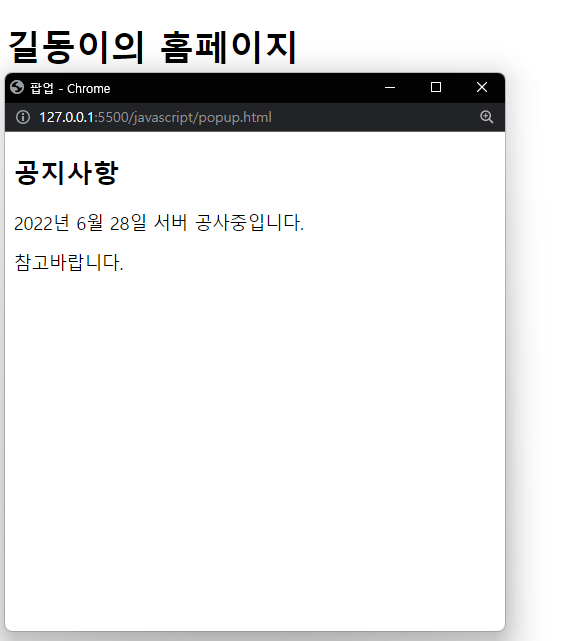 길동이의 홈페이지
팝업 - Chrome
127.0.0.1:5500/javascript/popup.html
공지사항
2022년 6월 28일 서버 공사중입니다.
참고바랍니다.